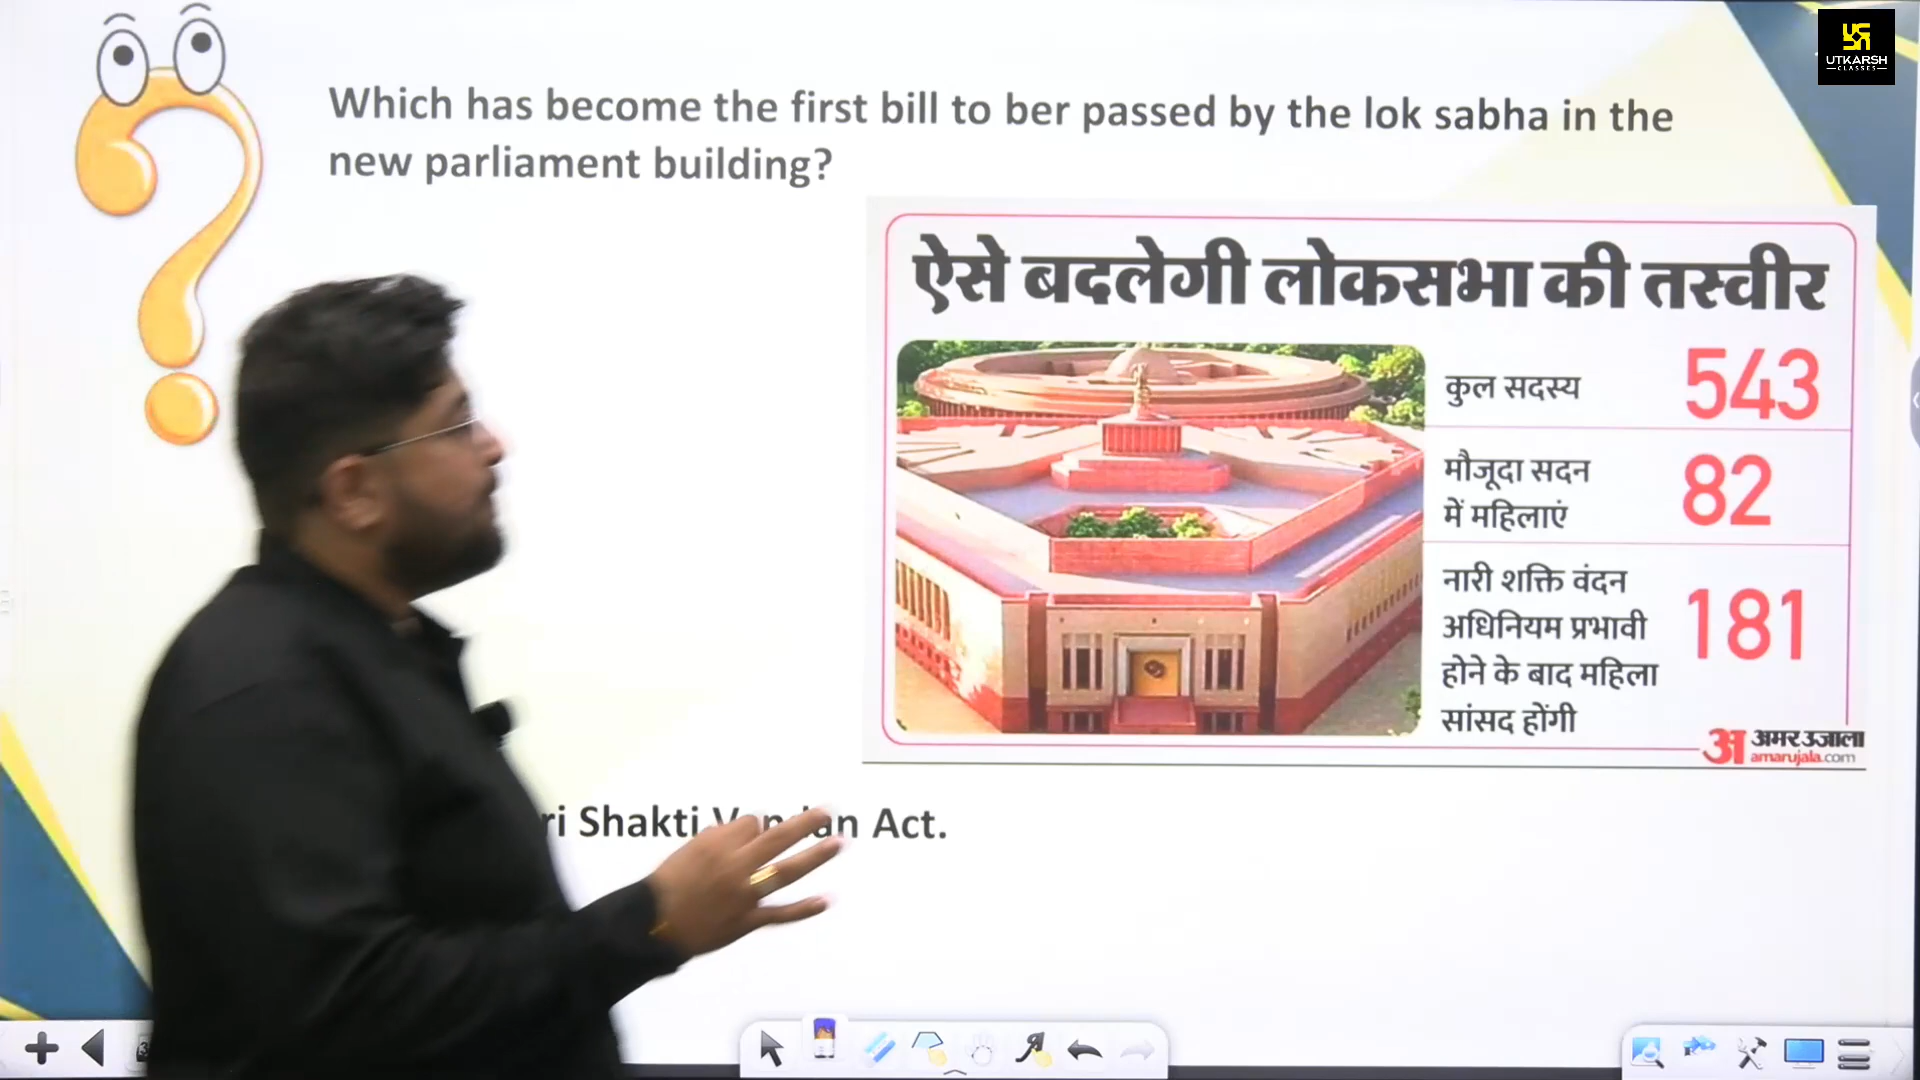 UTKARSH
CLASSES
Which has become the first bill to ber passed by the lok sabha in the
new parliament building?
ऐसे बदलेगी लोकसभा की तस्वीर
कुल सदस्य 543
मौजूदा सदन
में महिलाएं 82
नारी शक्ति वंदन
अधिनियम प्रभावी
होने के बाद महिला
सांसद होंगी 181
अ अमर उजाला
amarujala.com
Shakti Act.